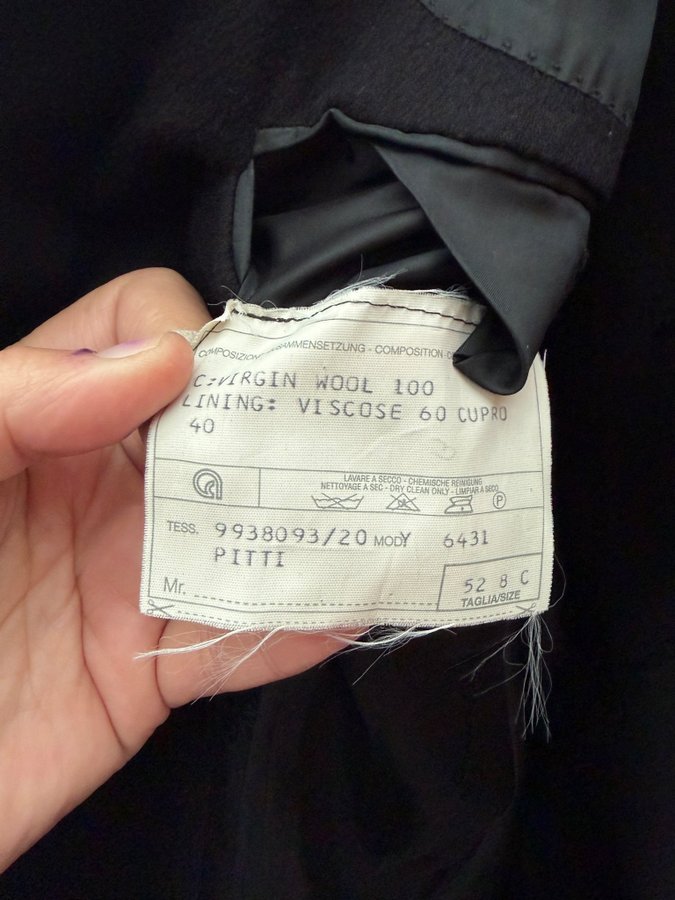 COMPOSIZIONE ZUSAMMENSETZUNG - COMPOSITION
C:VIRGIN WOOL 100
LINING: VISCOSE 60 CUPRO
40
LAVARE A SECCO - CHEMISCHE REINIGUNG
NETTOYAGE A SEC - DRY CLEAN ONLY - LIMPIAR A SECO
P
TESS. 9938093/20 MODY 6431
PITTI
Mr.
52 8 C
TAGLIA/SIZE